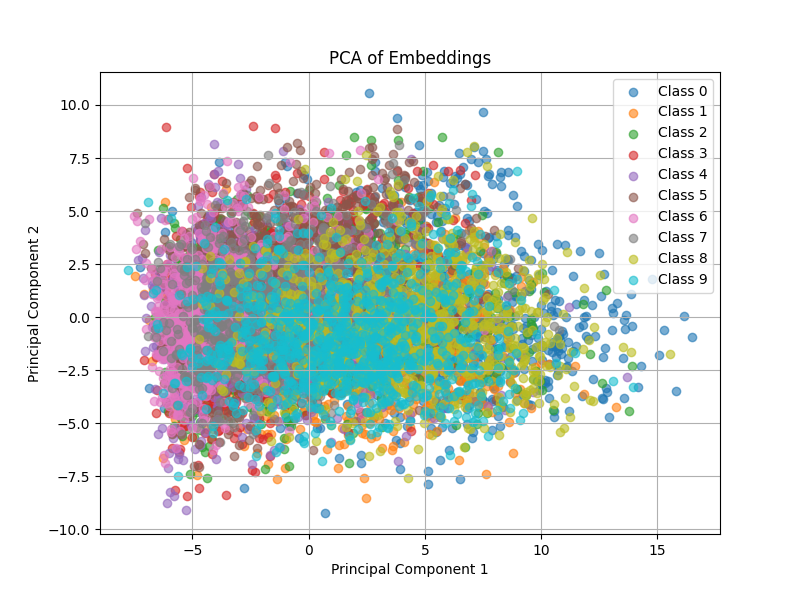 PCA of Embeddings
Class 0
Class 1
Class 2
Class 3
Class 4
Class 5
Class 6
Class 7
Class 8
Class 9
10.0
7.5
5.0
2.5
0.0
−2.5
−5.0
−7.5
−10.0
Principal Component 2
−5
0
5
10
15
Principal Component 1